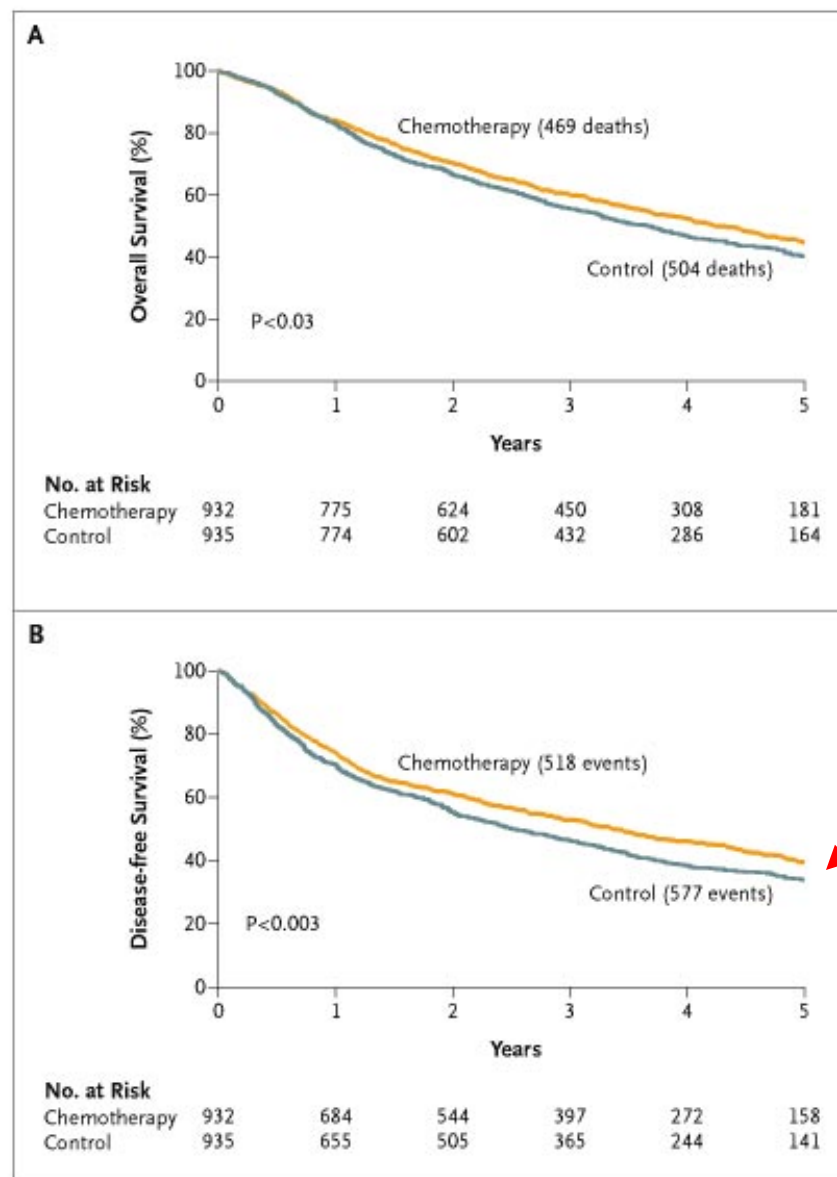 A
100
80
60
40
20
0
Overall Survival (%)
Chemotherapy (469 deaths)
Control (504 deaths)
P<0.03
0 1 2 3 4 5
Years
No. at Risk
Chemotherapy 932 775 624 450 308 181
Control 935 774 602 432 286 164
B
100
80
60
40
20
0
Disease-free Survival (%)
Chemotherapy (518 events)
Control (577 events)
P<0.003
0 1 2 3 4 5
Years
No. at Risk
Chemotherapy 932 684 544 397 272 158
Control 935 655 505 365 244 141